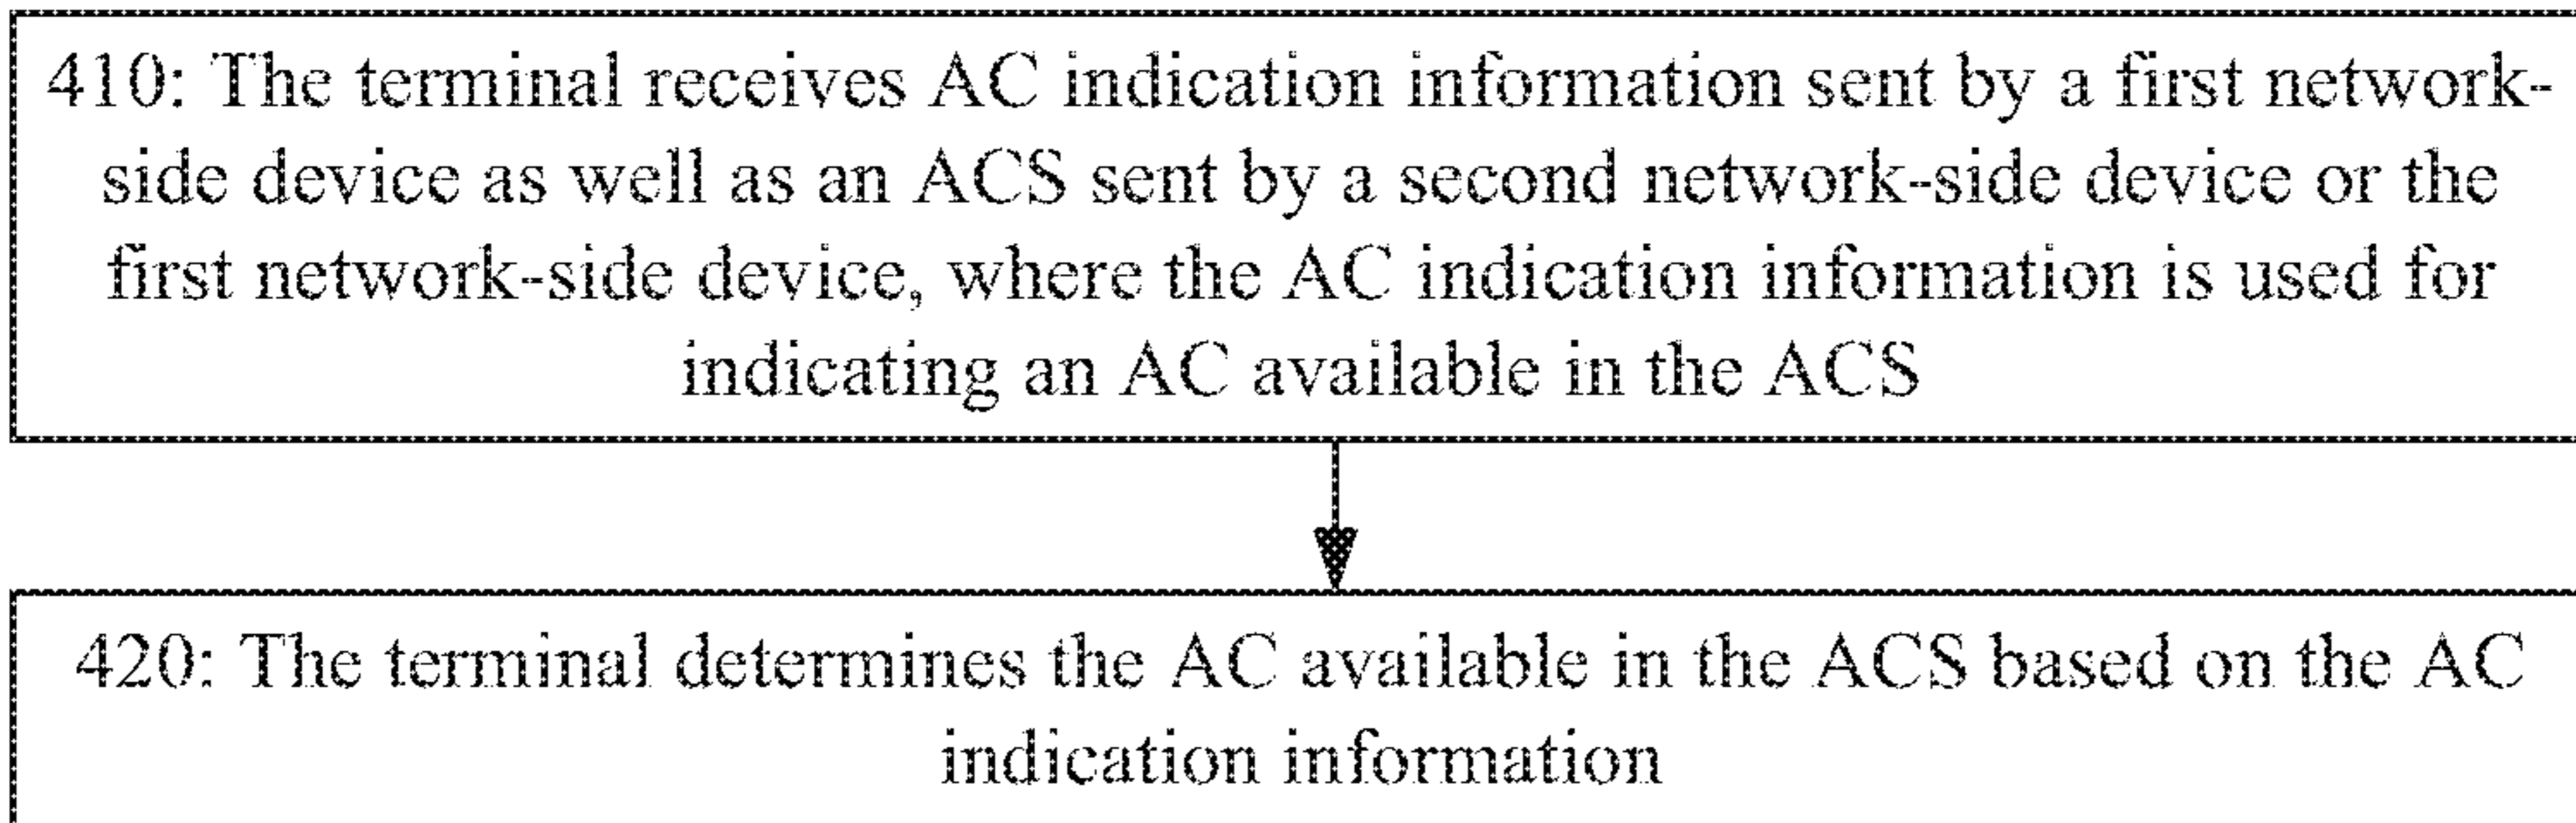 410: The terminal receives AC indication information sent by a first network-
side device as well as an ACS sent by a second network-side device or the
first network-side device, where the AC indication information is used for
indicating an AC available in the ACS
420: The terminal determines the AC available in the ACS based on the AC
indication information